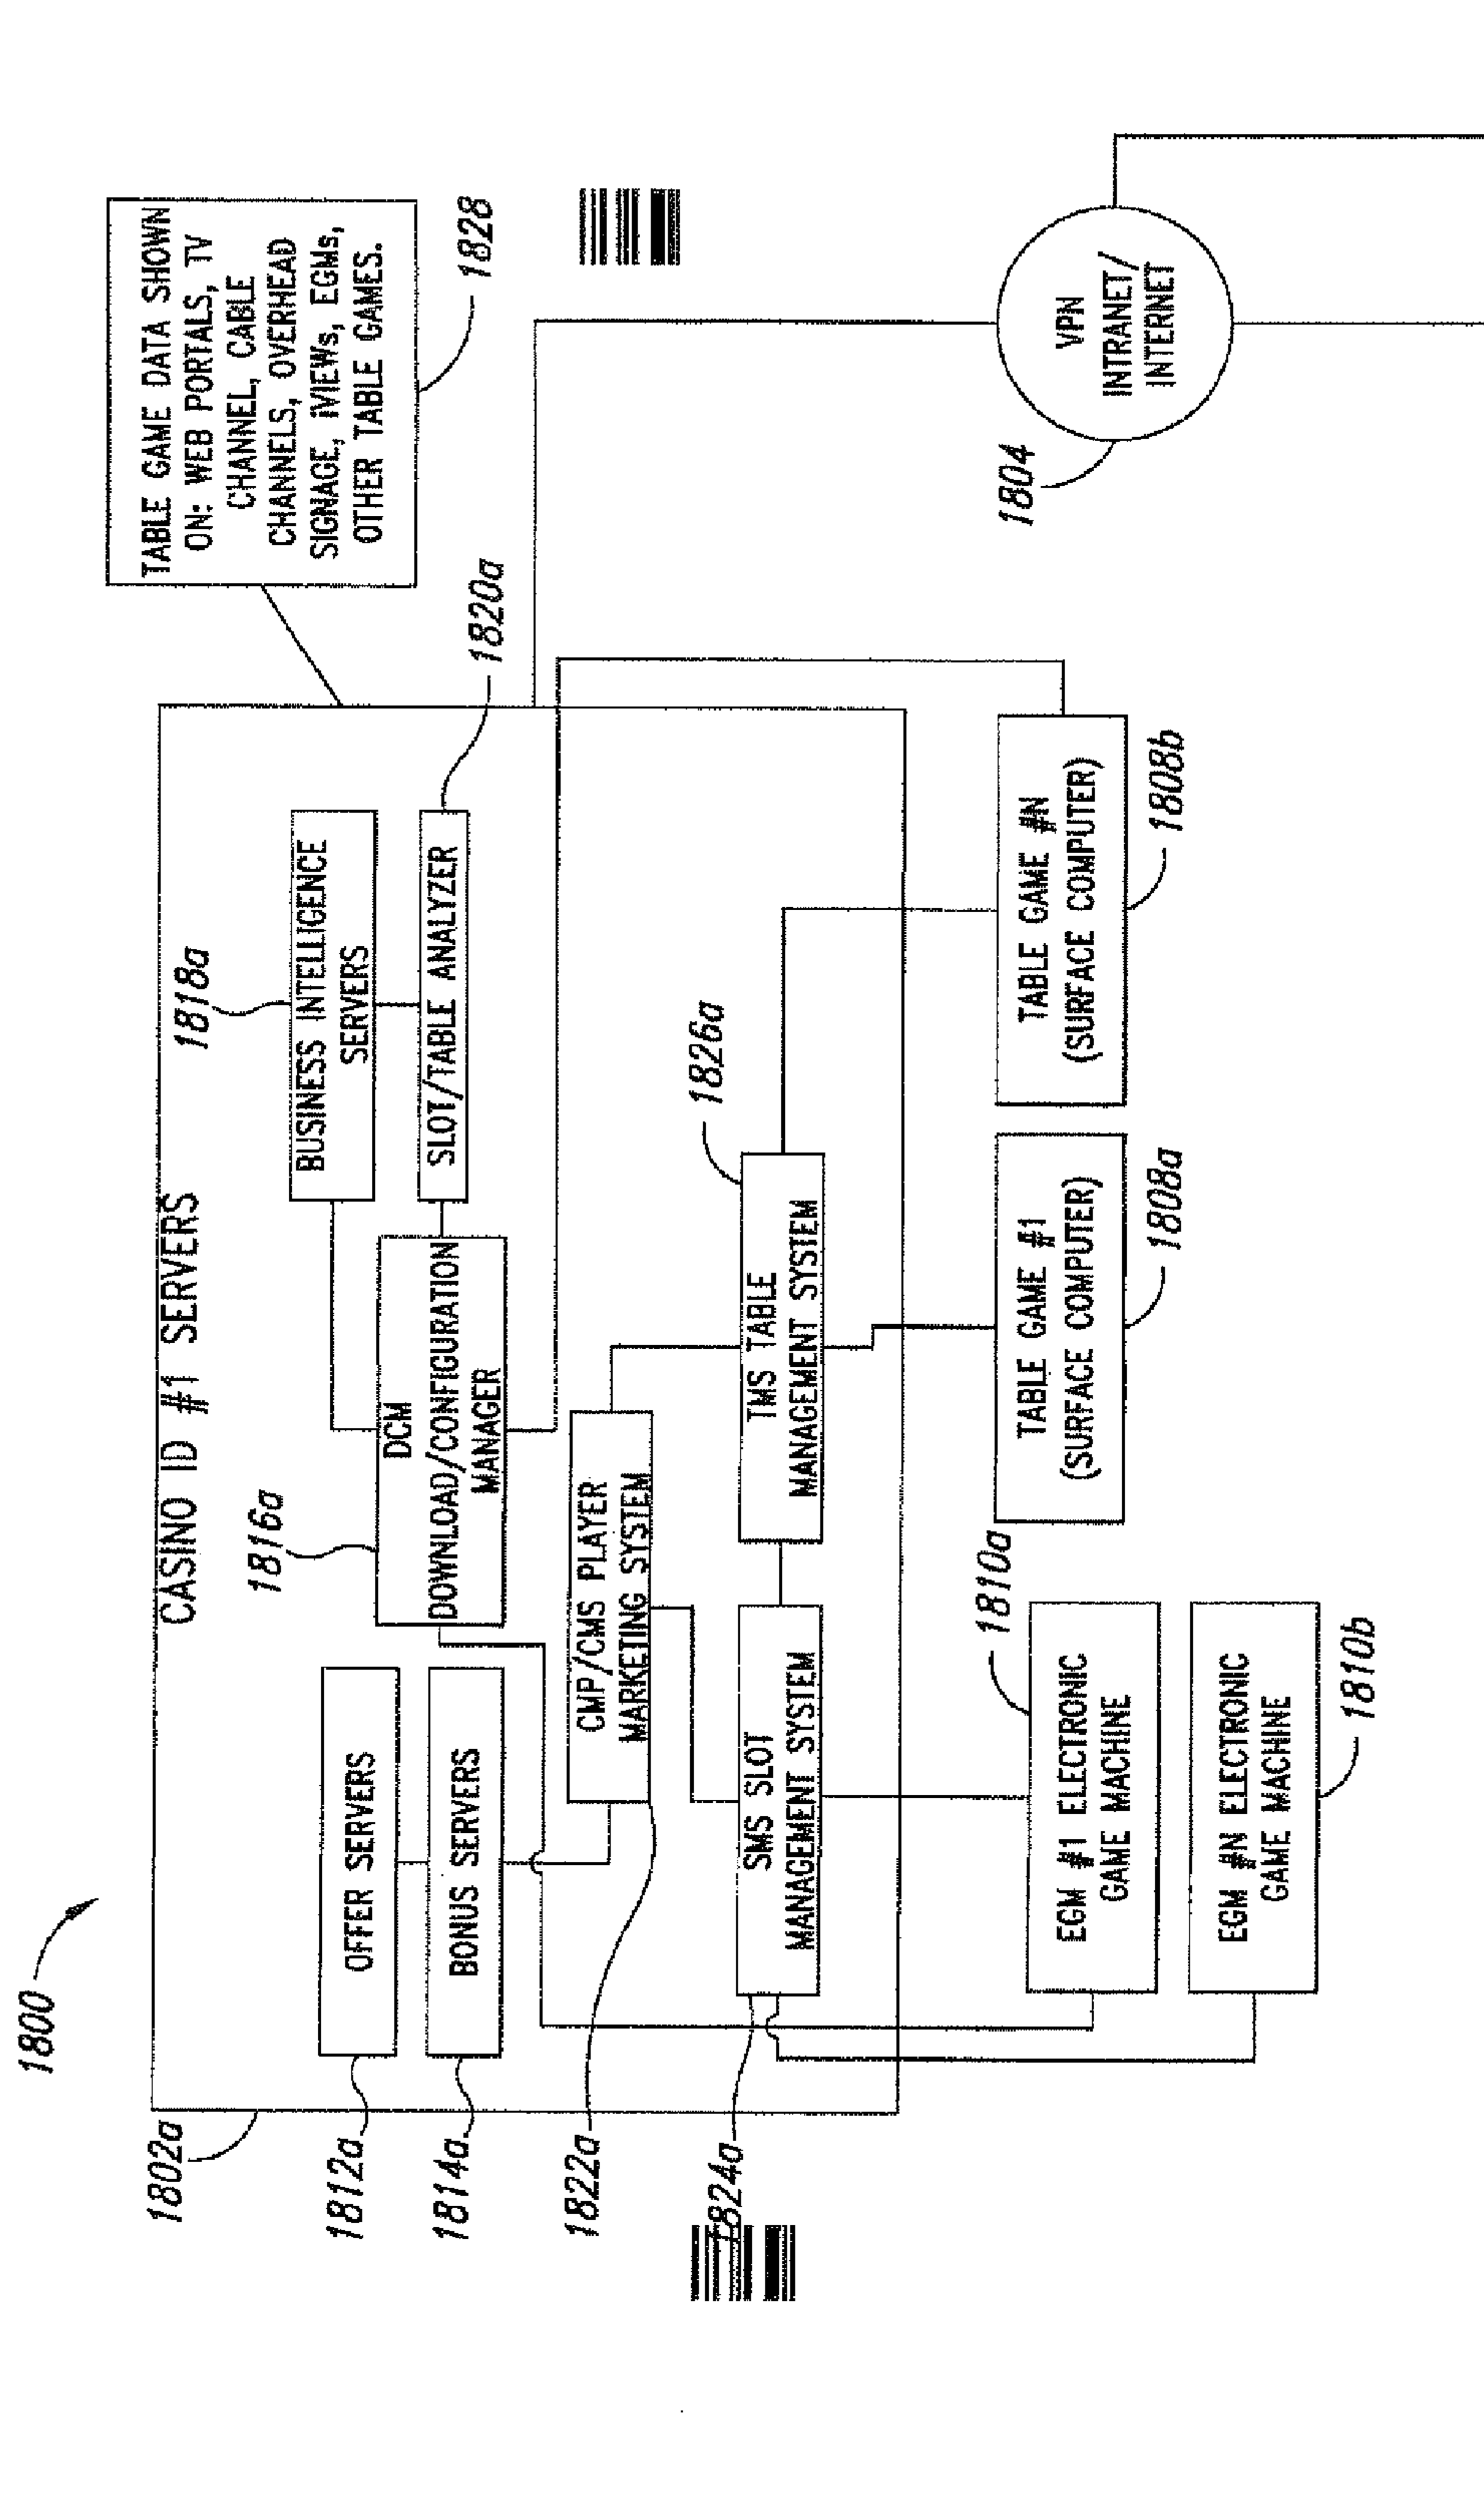 1800
1802a
CASINO ID #1 SERVERS
TABLE GAME DATA SHOWN
ON: WEB PORTALS, TV
CHANNEL, CABLE
CHANNELS, OVERHEAD
SIGNAGE, iVIEWs, EGMs,
OTHER TABLE GAMES.
1828
1812a
OFFER SERVERS
1814a
BONUS SERVERS
1816a
DCM
DOWNLOAD/CONFIGURATION
MANAGER
1818a
BUSINESS INTELLIGENCE
SERVERS
SLOT/TABLE ANALYZER
1820a
1822a
CMP/CMS PLAYER
MARKETING SYSTEM
1824a
SMS SLOT
MANAGEMENT SYSTEM
TMS TABLE
MANAGEMENT SYSTEM
1826a
EGM #1 ELECTRONIC
GAME MACHINE
1810a
EGM #N ELECTRONIC
GAME MACHINE
1810b
TABLE GAME #1
(SURFACE COMPUTER)
1808a
TABLE GAME #N
(SURFACE COMPUTER)
1808b
1804
VPN
INTRANET/
INTERNET